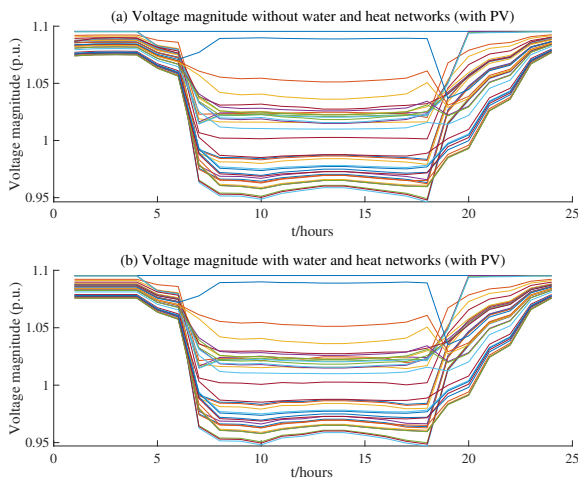 (a) Voltage magnitude without water and heat networks (with PV)
Voltage magnitude (p.u.)
1.1
1.05
1
0.95
0 5 10 15 20 25
t/hours
(b) Voltage magnitude with water and heat networks (with PV)
Voltage magnitude (p.u.)
1.1
1.05
1
0.95
0 5 10 15 20 25
t/hours